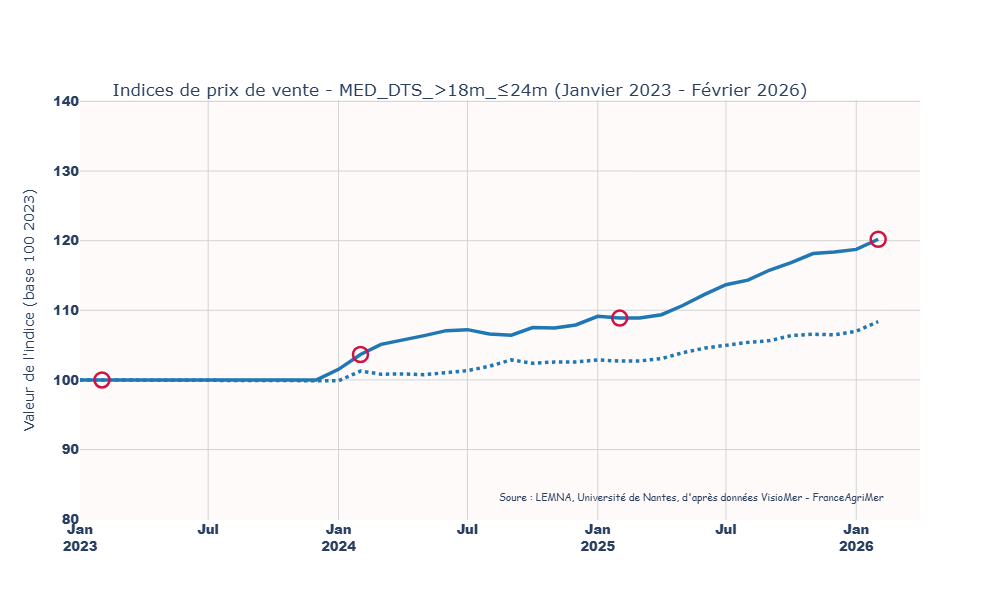 Indices de prix de vente - MED_DTS_>18m_≤24m (Janvier 2023 - Février 2026)
Valeur de l'indice (base 100 2023)
140
130
120
110
100
90
80
Soure : LEMNA, Université de Nantes, d'après données VisioMer - FranceAgriMer
Jan Jul Jan Jul Jan Jul Jan
2023 2024 2025 2026